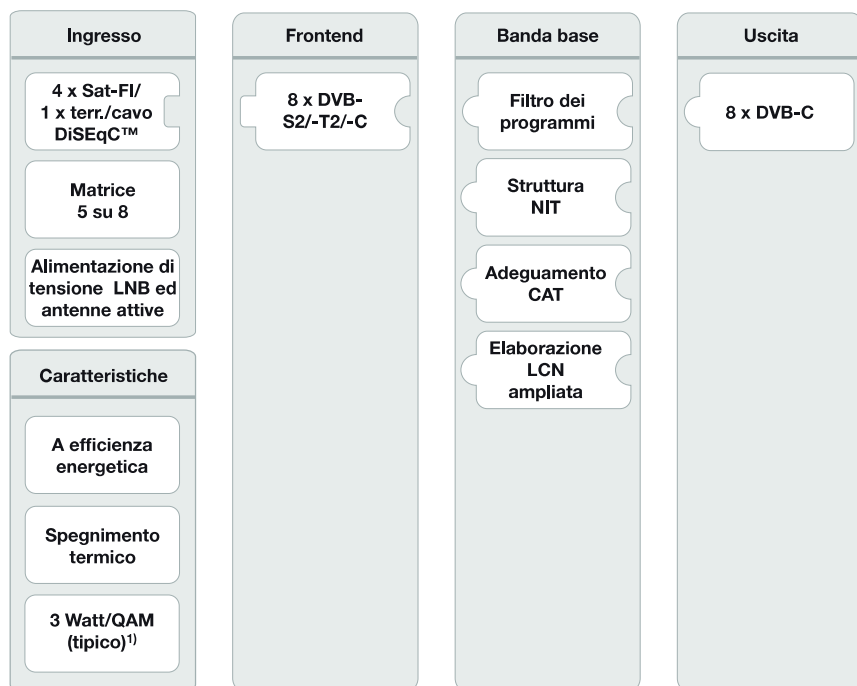 Ingresso
4 x Sat-FI/
1 x terr./cavo
DiSEqC™
Matrice
5 su 8
Alimentazione di
tensione LNB ed
antenne attive
Caratteristiche
A efficienza
energetica
Spegnimento
termico
3 Watt/QAM
(tipico)1)
Frontend
8 x DVB-
S2/-T2/-C
Banda base
Filtro dei
programmi
Struttura
NIT
Adeguamento
CAT
Elaborazione
LCN
ampliata
Uscita
8 x DVB-C